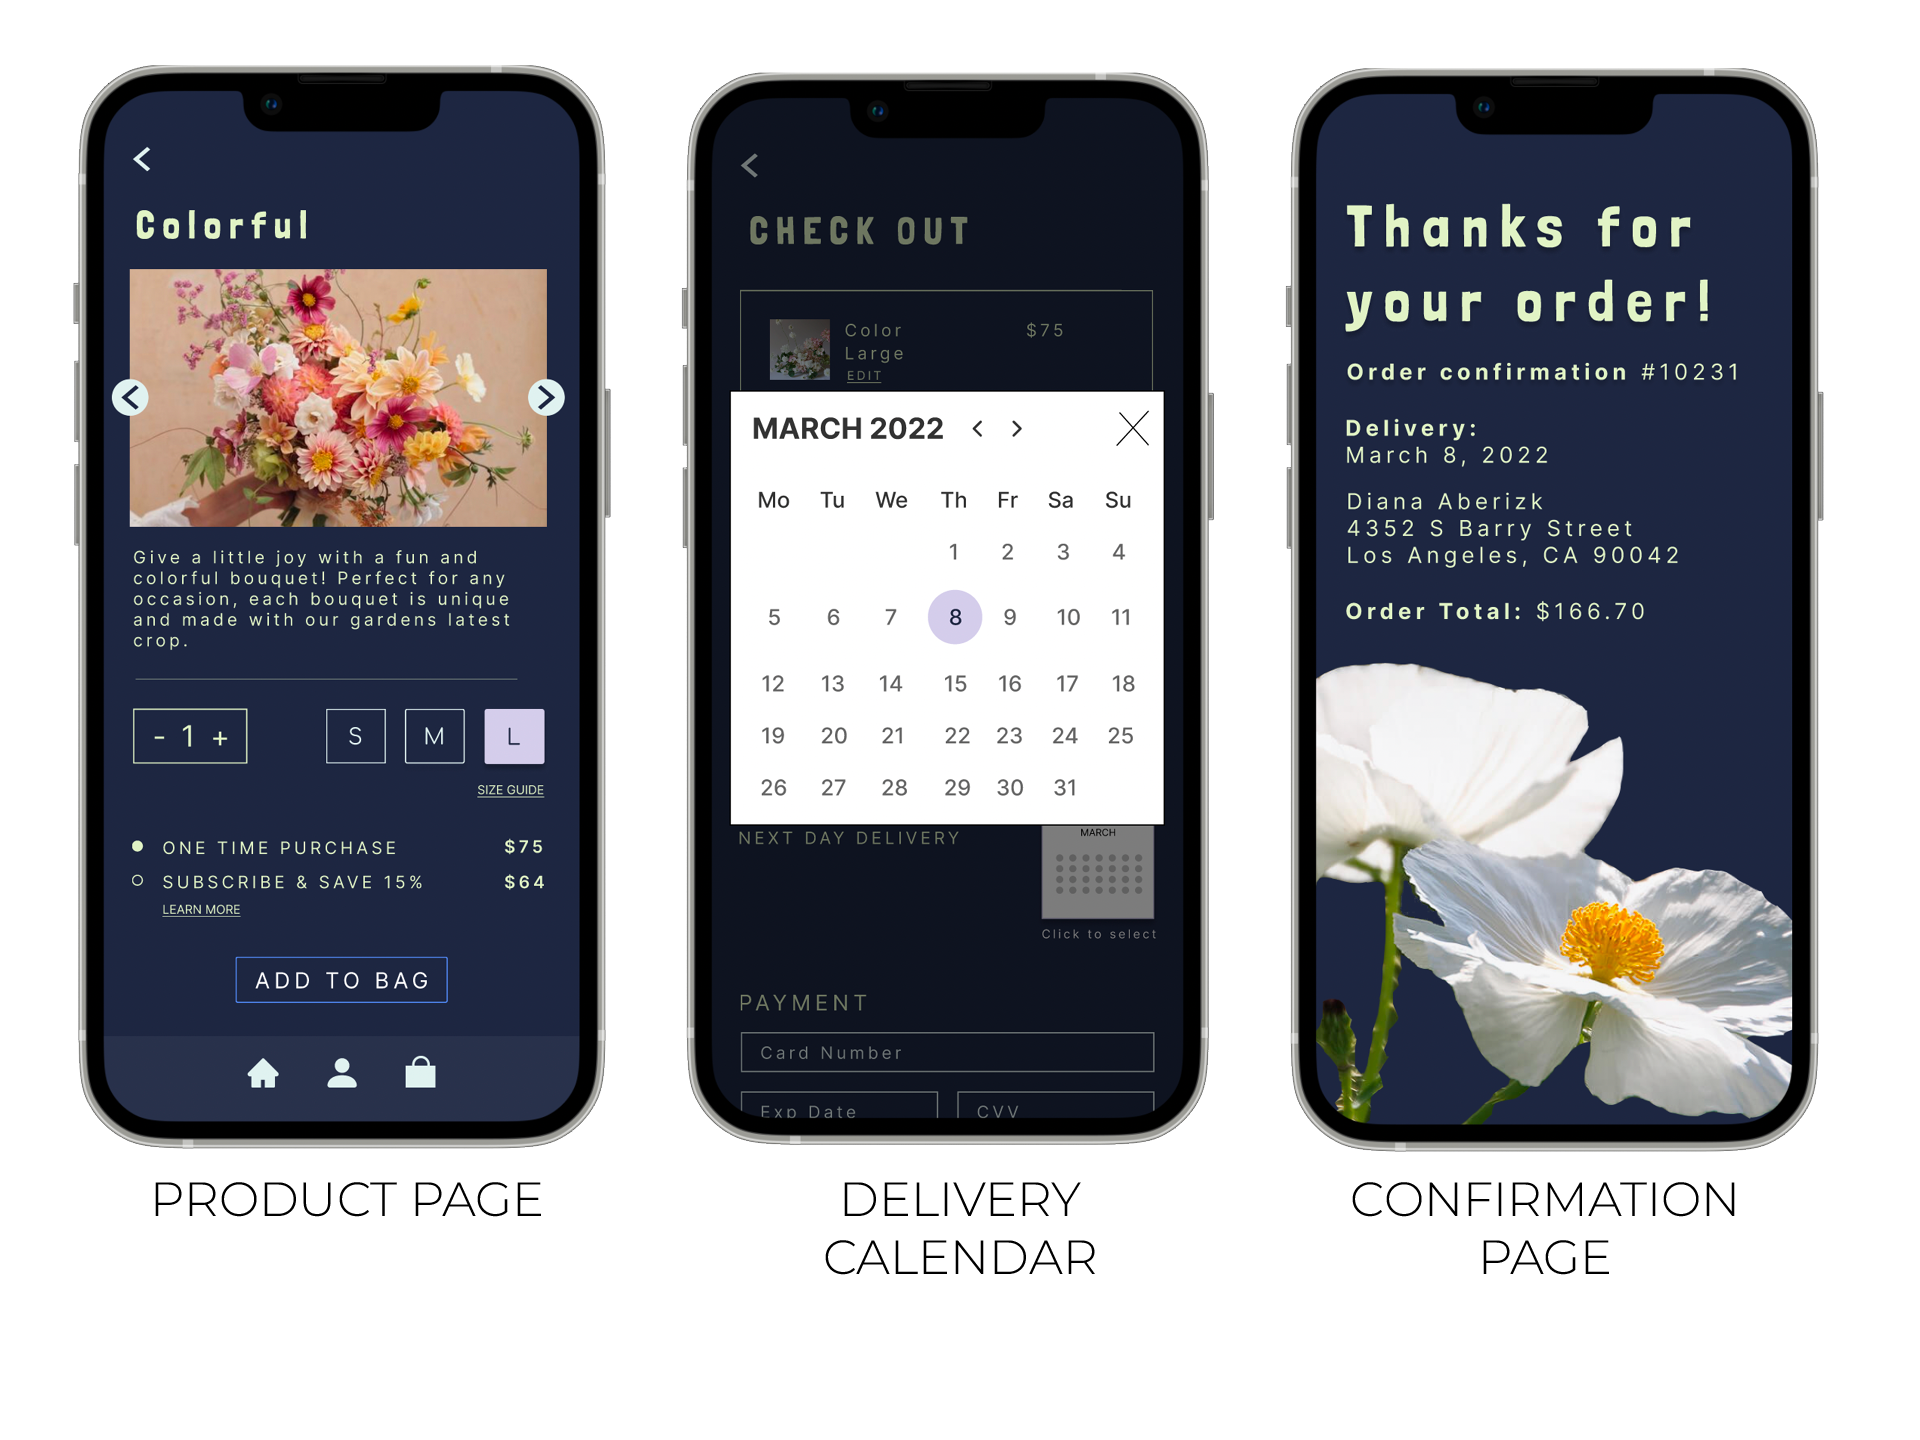 Colorful
Give a little joy with a fun and
colorful bouquet! Perfect for any
occasion, each bouquet is unique
and made with our gardens latest
crop.
- 1 +
S M L
SIZE GUIDE
ONE TIME PURCHASE $75
SUBSCRIBE & SAVE 15% $64
LEARN MORE
ADD TO BAG
PRODUCT PAGE
CHECK OUT
Color $75
Large
EDIT
MARCH 2022
Mo Tu We Th Fr Sa Su
1 2 3 4
5 6 7 8 9 10 11
12 13 14 15 16 17 18
19 20 21 22 23 24 25
26 27 28 29 30 31
NEXT DAY DELIVERY
MARCH
Click to select
PAYMENT
Card Number
Exp Date CVV
DELIVERY
CALENDAR
Thanks for
your order!
Order confirmation #10231
Delivery:
March 8, 2022
Diana Aberizk
4352 S Barry Street
Los Angeles, CA 90042
Order Total: $166.70
CONFIRMATION
PAGE